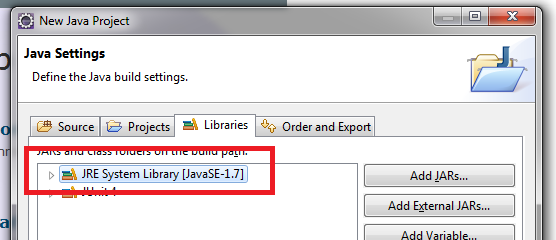 New Java Project
Java Settings
Define the Java build settings.
Source Projects Libraries Order and Export
JARs and class folders on the build path:
JRE System Library [JavaSE-1.7]
JUnit 4
Add JARs...
Add External JARs...
Add Variable...